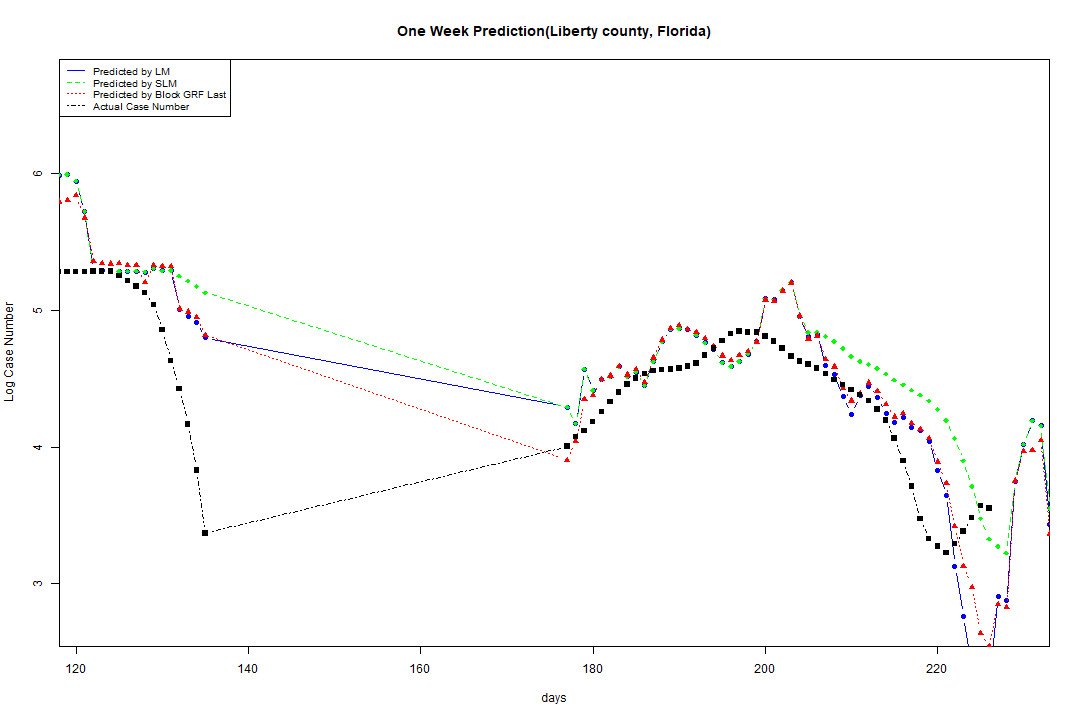 One Week Prediction(Liberty county, Florida)
Predicted by LM
Predicted by SLM
Predicted by Block GRF Last
Actual Case Number
Log Case Number
6
5
4
3
120 140 160 180 200 220
days